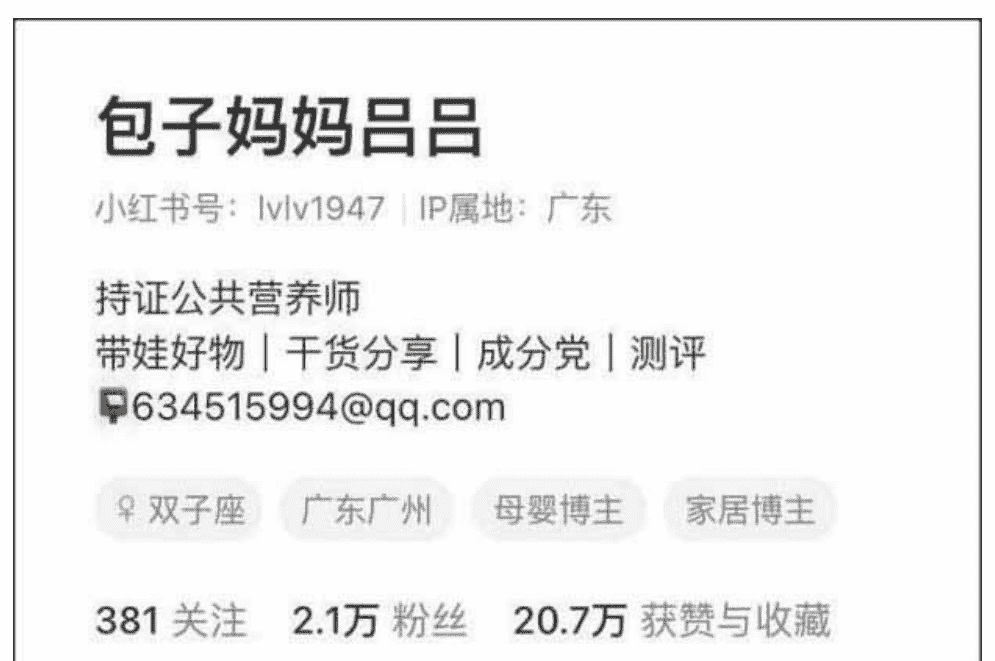 包子妈妈吕吕
小红书号：lvlv1947 | IP属地：广东
持证公共营养师
带娃好物｜干货分享｜成分党｜测评
📮634515994@qq.com
♀ 双子座 广东广州 母婴博主 家居博主
381 关注 2.1万 粉丝 20.7万 获赞与收藏